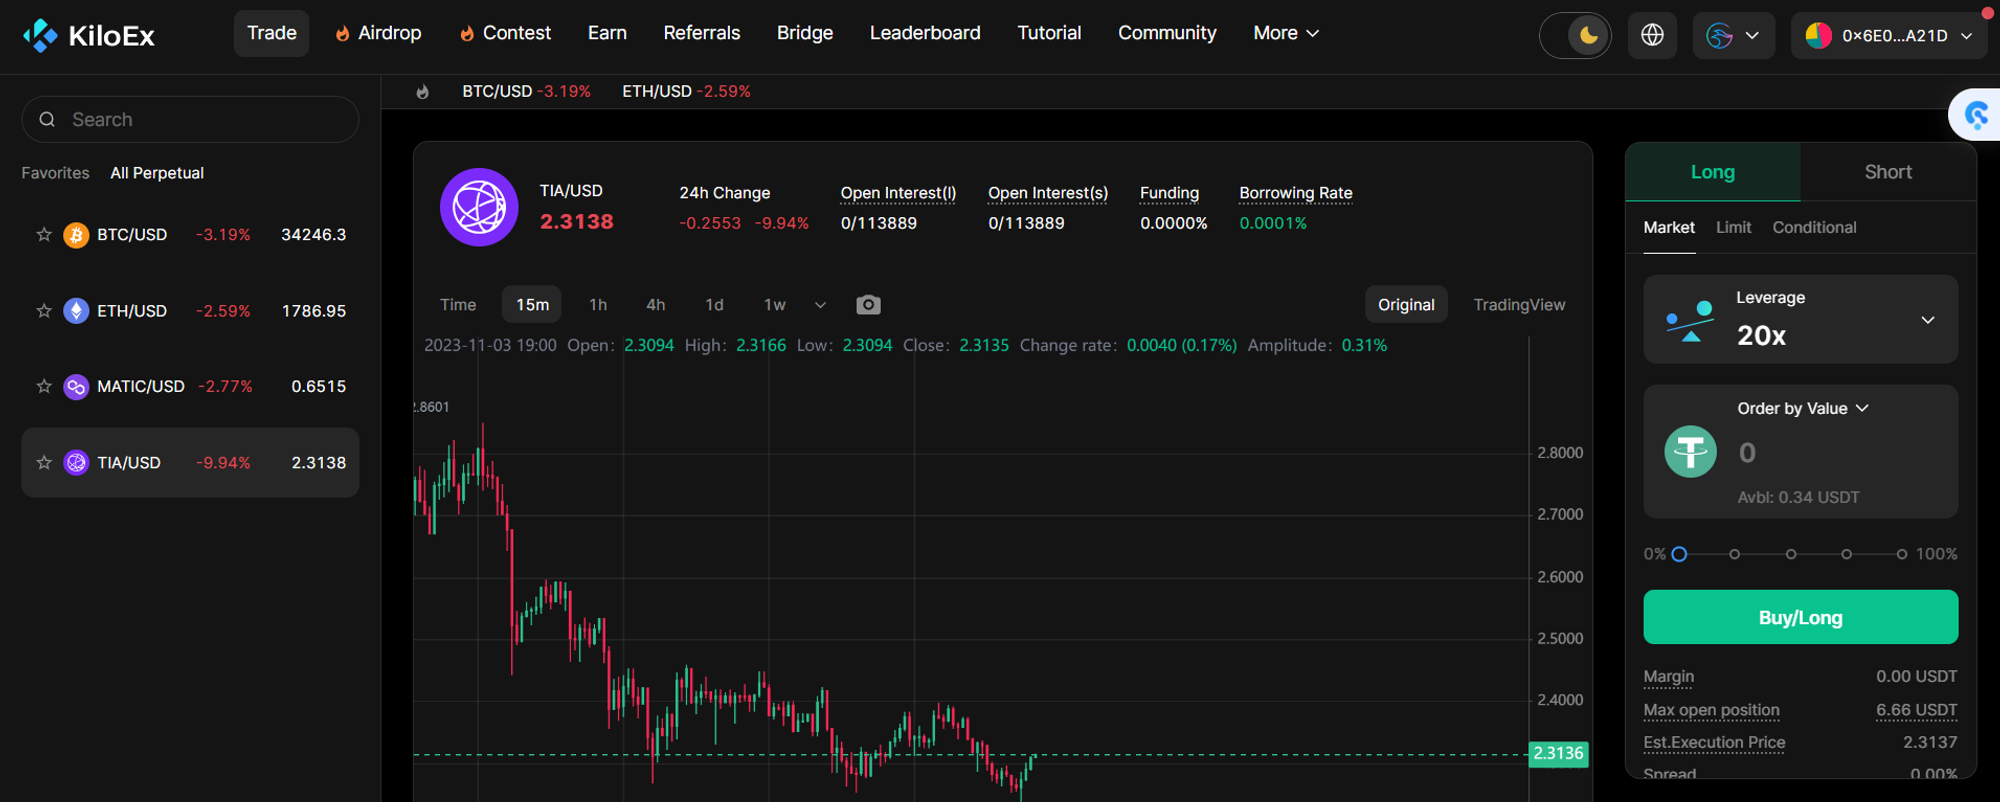 KiloEx
Trade Airdrop Contest Earn Referrals Bridge Leaderboard Tutorial Community More
0×6E0...A21D
BTC/USD -3.19% ETH/USD -2.59%
Search
Favorites All Perpetual
BTC/USD -3.19% 34246.3
ETH/USD -2.59% 1786.95
MATIC/USD -2.77% 0.6515
TIA/USD -9.94% 2.3138
TIA/USD
2.3138
24h Change
-0.2553 -9.94%
Open Interest(l)
0/113889
Open Interest(s)
0/113889
Funding
0.0000%
Borrowing Rate
0.0001%
Time 15m 1h 4h 1d 1w
Original TradingView
2023-11-03 19:00 Open: 2.3094 High: 2.3166 Low: 2.3094 Close: 2.3135 Change rate: 0.0040 (0.17%) Amplitude: 0.31%
2.8601
2.8000
2.7000
2.6000
2.5000
2.4000
2.3136
Long Short
Market Limit Conditional
Leverage
20x
Order by Value
0
Avbl: 0.34 USDT
0% 100%
Buy/Long
Margin 0.00 USDT
Max open position 6.66 USDT
Est.Execution Price 2.3137
Spread 0.00%